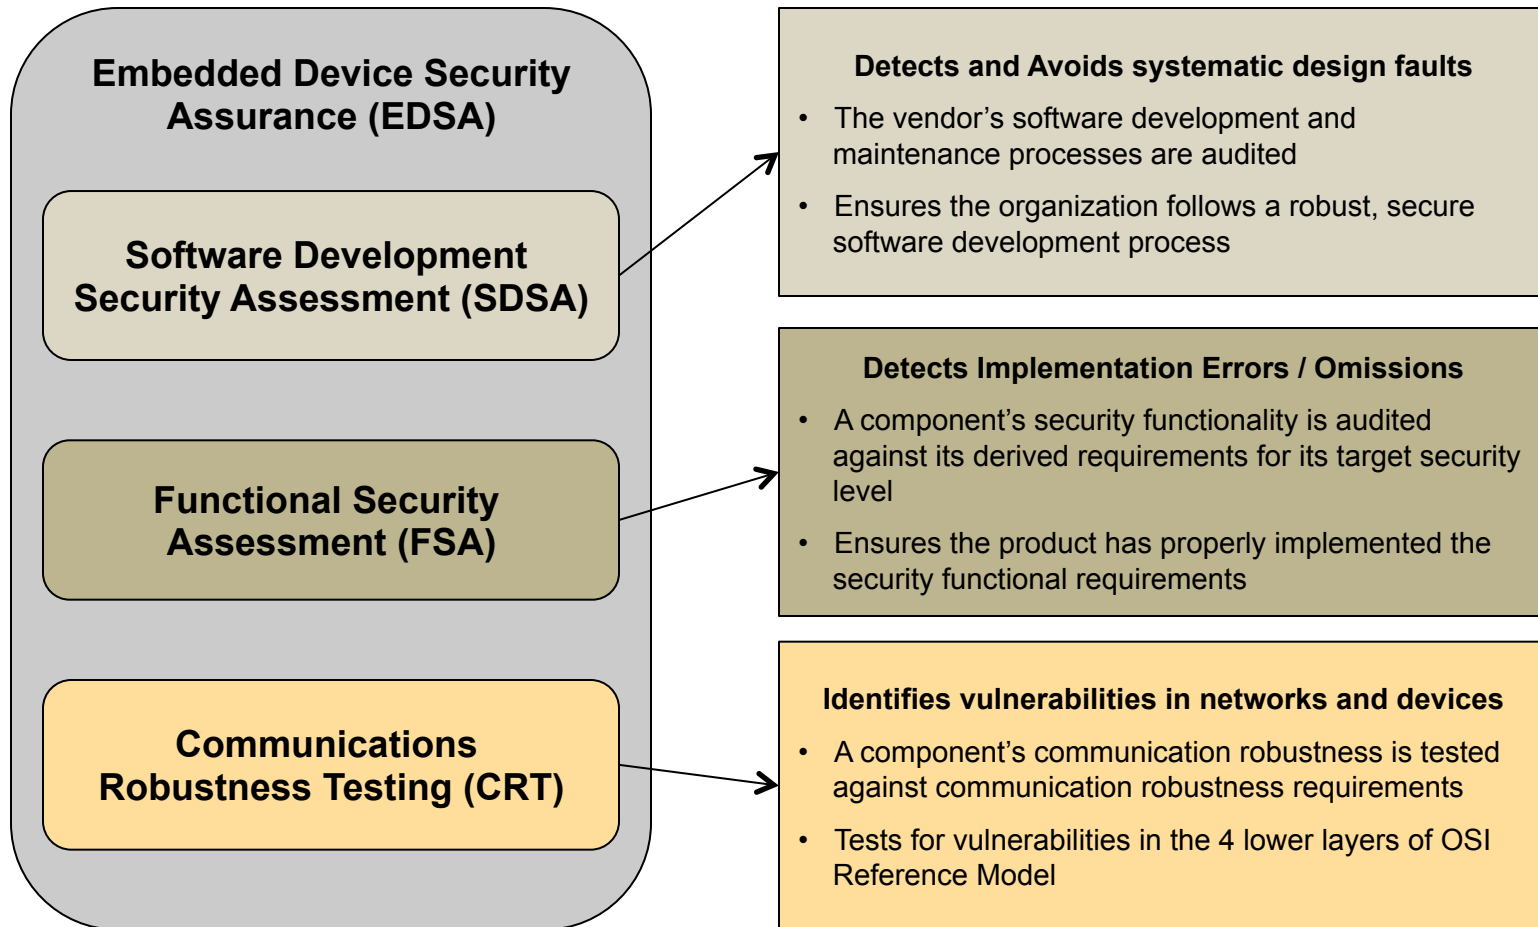 Embedded Device Security
Assurance (EDSA)
Software Development
Security Assessment (SDSA)
Functional Security
Assessment (FSA)
Communications
Robustness Testing (CRT)
Detects and Avoids systematic design faults
• The vendor’s software development and
maintenance processes are audited
• Ensures the organization follows a robust, secure
software development process
Detects Implementation Errors / Omissions
• A component’s security functionality is audited
against its derived requirements for its target security
level
• Ensures the product has properly implemented the
security functional requirements
Identifies vulnerabilities in networks and devices
• A component’s communication robustness is tested
against communication robustness requirements
• Tests for vulnerabilities in the 4 lower layers of OSI
Reference Model